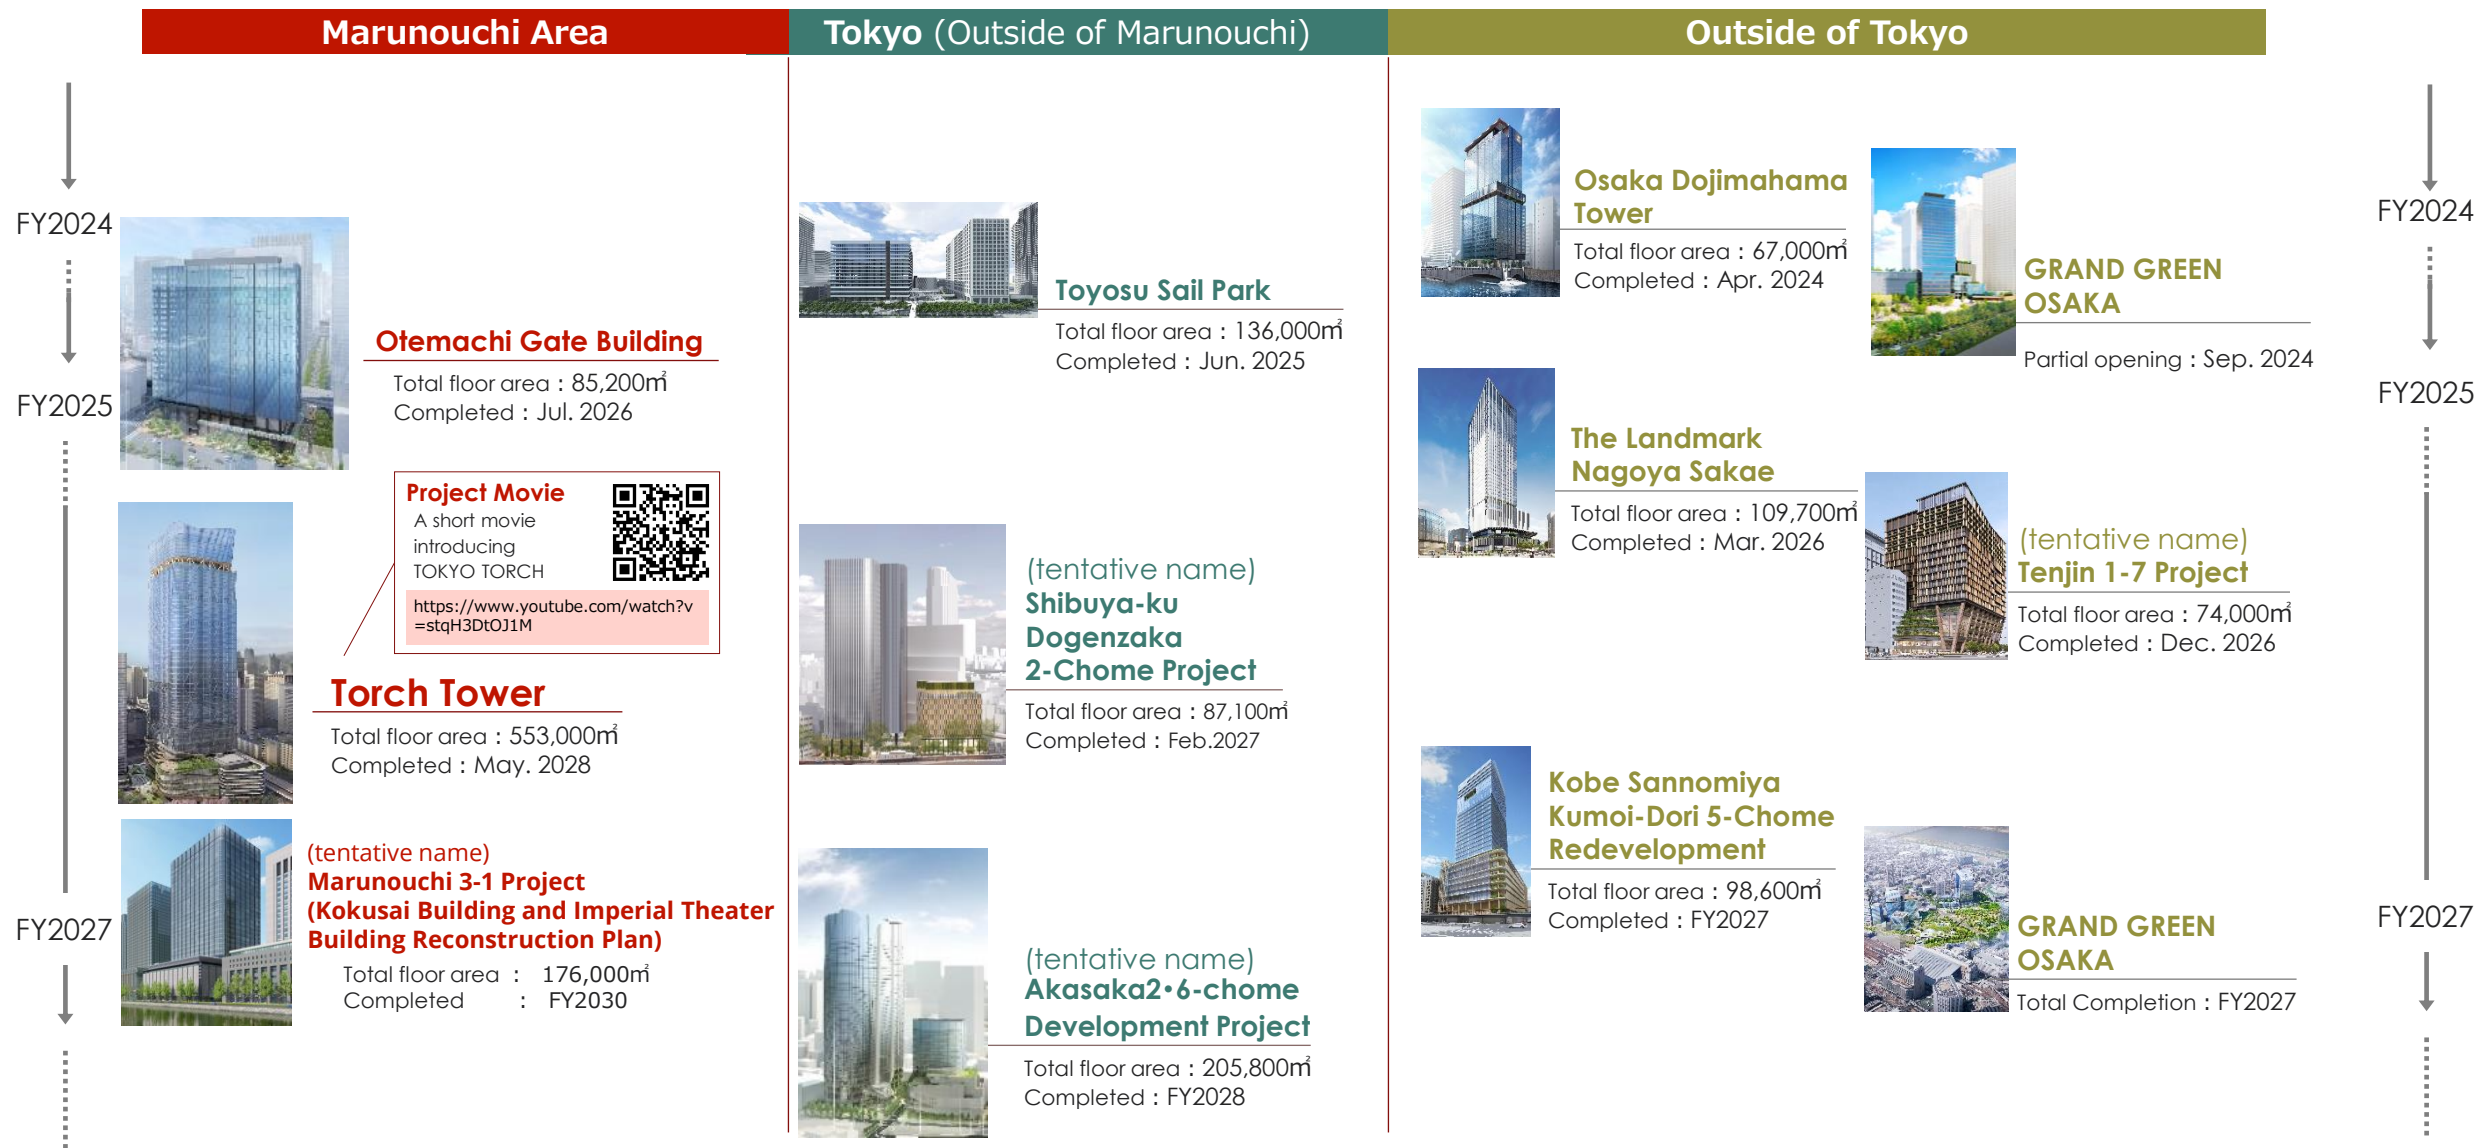 Marunouchi Area
Tokyo (Outside of Marunouchi)
Outside of Tokyo
FY2024
FY2025
FY2027
Otemachi Gate Building
Total floor area : 85,200㎡
Completed : Jul. 2026
Project Movie
A short movie
introducing
TOKYO TORCH
https://www.youtube.com/watch?v
=stqH3DtOJ1M
Torch Tower
Total floor area : 553,000㎡
Completed : May. 2028
(tentative name)
Marunouchi 3-1 Project
(Kokusai Building and Imperial Theater
Building Reconstruction Plan)
Total floor area : 176,000㎡
Completed : FY2030
Toyosu Sail Park
Total floor area : 136,000㎡
Completed : Jun. 2025
(tentative name)
Shibuya-ku
Dogenzaka
2-Chome Project
Total floor area : 87,100㎡
Completed : Feb.2027
(tentative name)
Akasaka2・6-chome
Development Project
Total floor area : 205,800㎡
Completed : FY2028
Osaka Dojimahama
Tower
Total floor area : 67,000㎡
Completed : Apr. 2024
GRAND GREEN
OSAKA
Partial opening : Sep. 2024
The Landmark
Nagoya Sakae
Total floor area : 109,700㎡
Completed : Mar. 2026
(tentative name)
Tenjin 1-7 Project
Total floor area : 74,000㎡
Completed : Dec. 2026
Kobe Sannomiya
Kumoi-Dori 5-Chome
Redevelopment
Total floor area : 98,600㎡
Completed : FY2027
GRAND GREEN
OSAKA
Total Completion : FY2027
FY2024
FY2025
FY2027